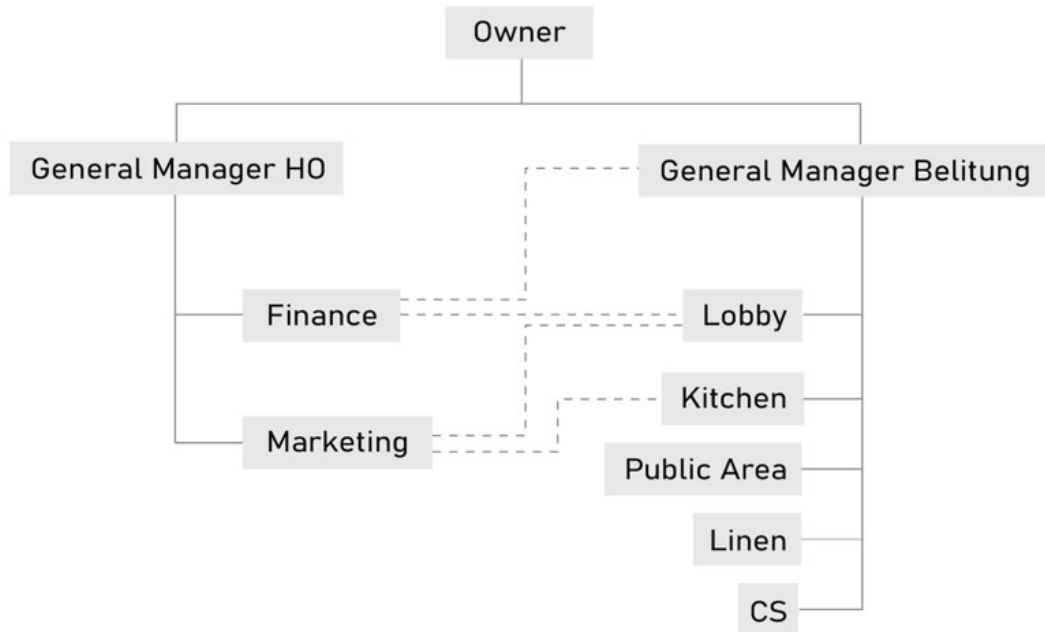 Owner
General Manager HO
General Manager Belitung
Finance
Lobby
Kitchen
Marketing
Public Area
Linen
CS